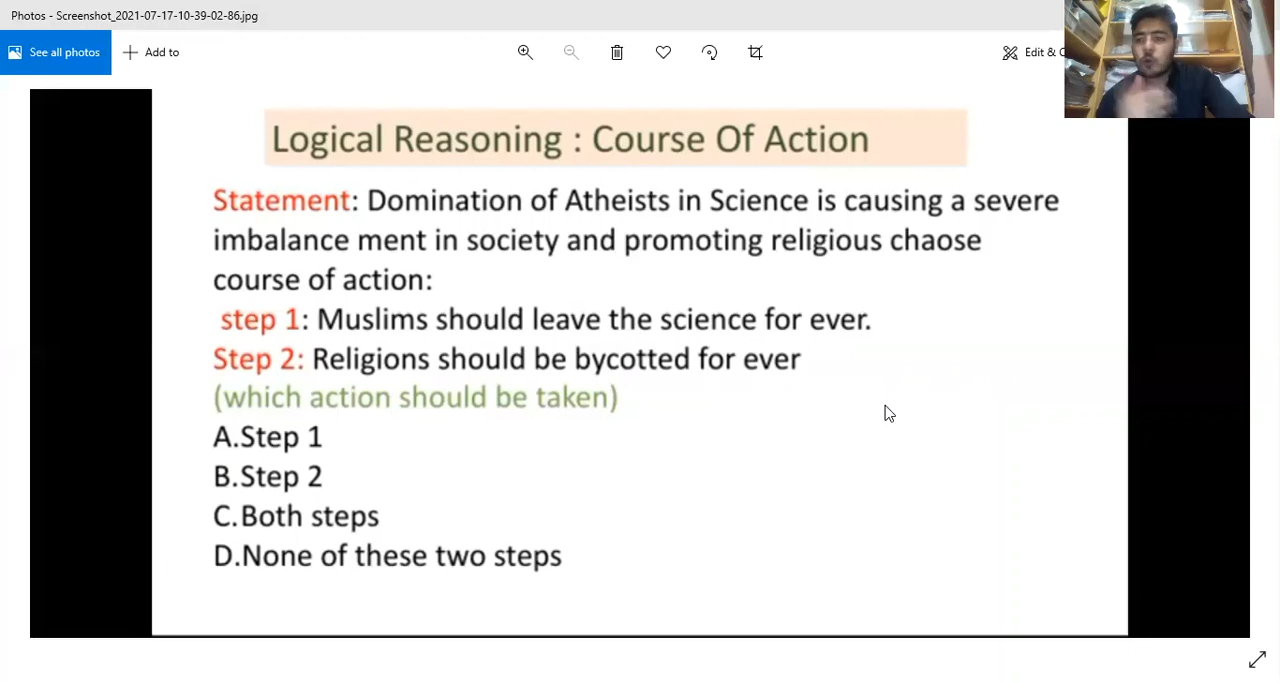 Photos - Screenshot_2021-07-17-10-39-02-86.jpg
See all photos
Add to
Edit & C
Logical Reasoning : Course Of Action
Statement: Domination of Atheists in Science is causing a severe
imbalance ment in society and promoting religious chaose
course of action:
step 1: Muslims should leave the science for ever.
Step 2: Religions should be bycotted for ever
(which action should be taken)
A.Step 1
B.Step 2
C.Both steps
D.None of these two steps